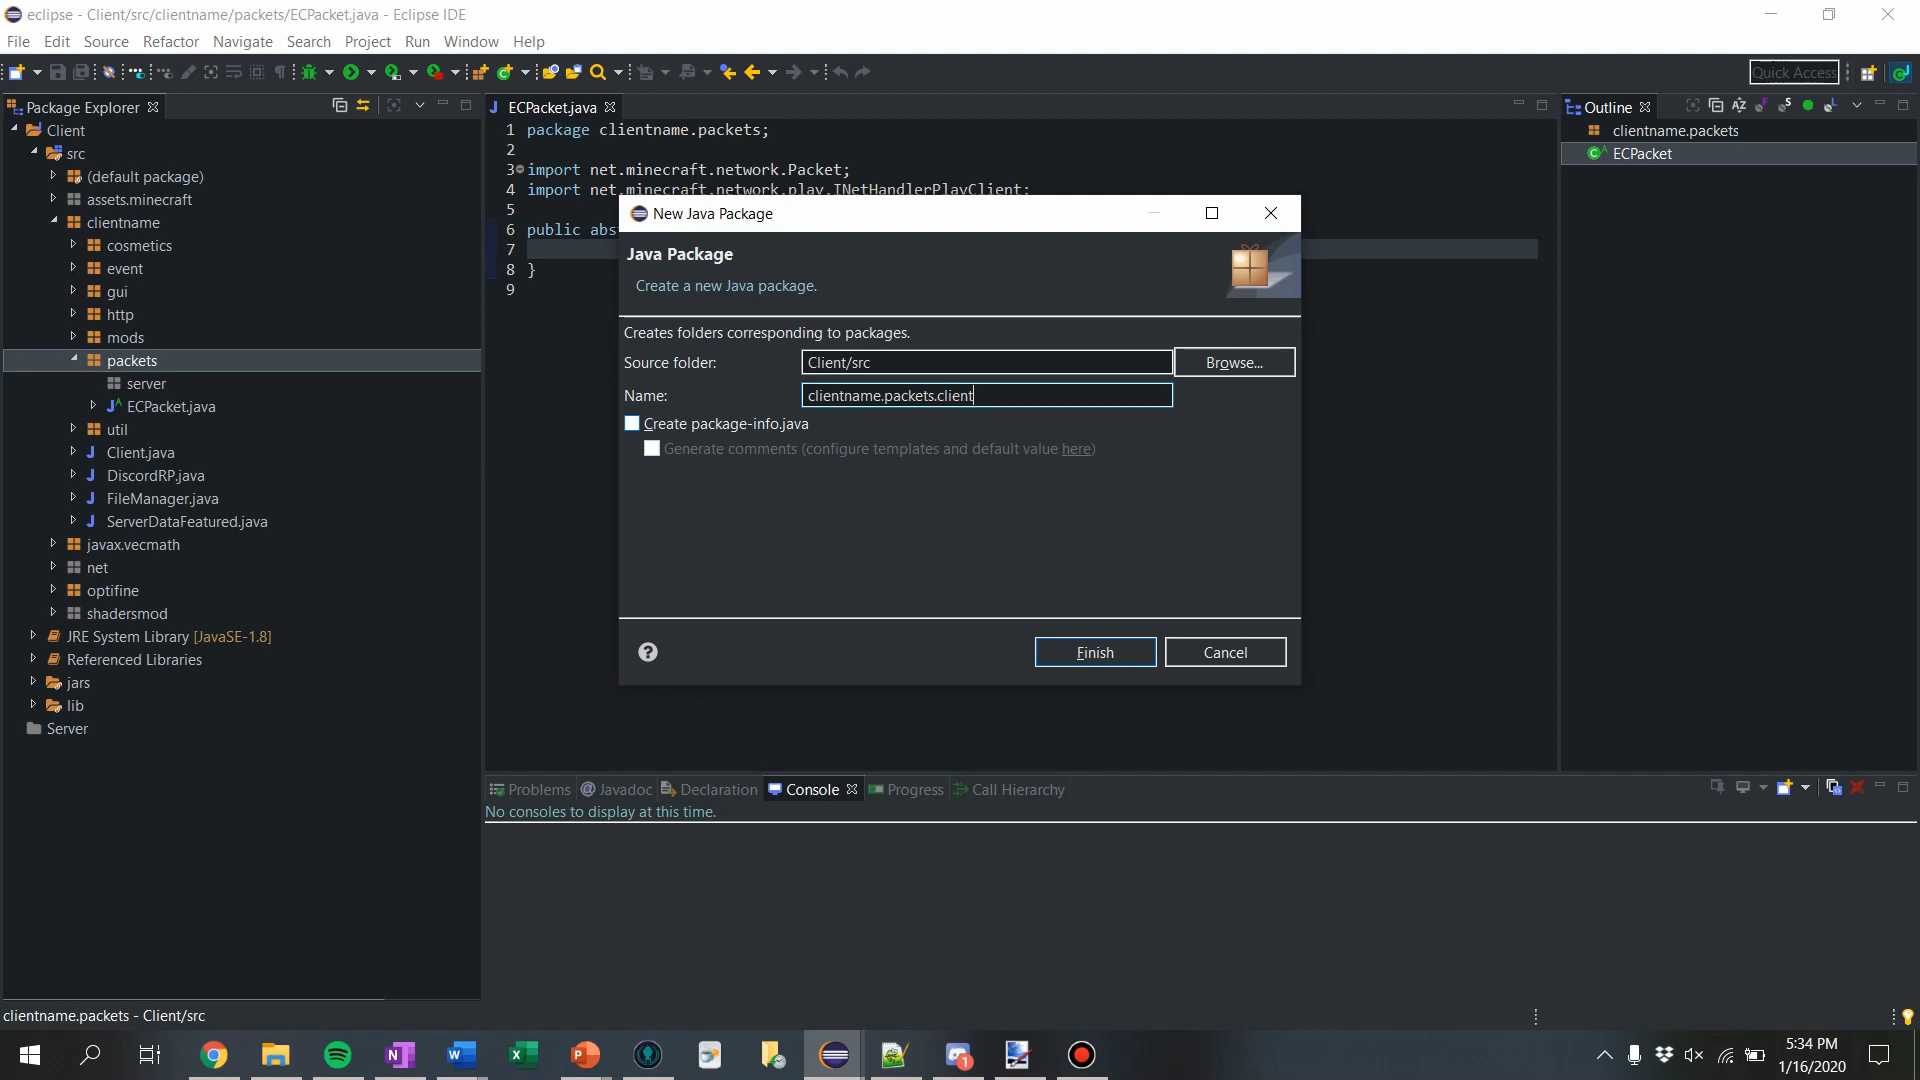 eclipse - Client/src/clientname/packets/ECPacket.java - Eclipse IDE
File Edit Source Refactor Navigate Search Project Run Window Help
Quick Access
Package Explorer
Client
src
(default package)
assets.minecraft
clientname
cosmetics
event
gui
http
mods
packets
server
ECPacket.java
util
Client.java
DiscordRP.java
FileManager.java
ServerDataFeatured.java
javax.vecmath
net
optifine
shadersmod
JRE System Library [JavaSE-1.8]
Referenced Libraries
jars
lib
Server
ECPacket.java
1 package clientname.packets;
2
3 import net.minecraft.network.Packet;
4 import net.minecraft.network.play.INetHandlerPlayClient;
5
6 public abs
7
8 }
9
New Java Package
Java Package
Create a new Java package.
Creates folders corresponding to packages.
Source folder: Client/src Browse...
Name: clientname.packets.client
Create package-info.java
Generate comments (configure templates and default value here)
Finish Cancel
Outline
clientname.packets
ECPacket
Problems Javadoc Declaration Console Progress Call Hierarchy
No consoles to display at this time.
clientname.packets - Client/src
5:34 PM
1/16/2020